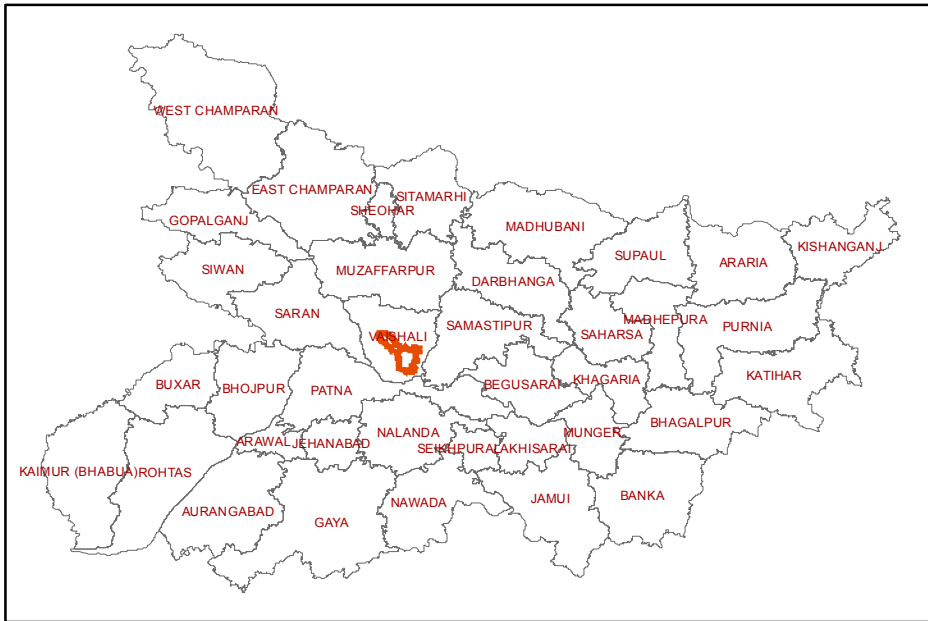 WEST CHAMPARAN
EAST CHAMPARAN
SITAMARHI
SHEOHAR
GOPALGANJ
MADHUBANI
SUPAUL
ARARIA
KISHANGANJ
SIWAN
MUZAFFARPUR
DARBHANGA
SARAN
MADHEPURA
SAMASTIPUR
PURNIA
VAISHALI
SAHARSA
BUXAR
BHOJPUR
PATNA
BEGUSARAI
KHAGARIA
KATIHAR
BHAGALPUR
NALANDA
MUNGER
ARAWAL
JEHANABAD
SEIKHPURA
LAKHISARAI
KAIMUR (BHABUA)
ROHTAS
BANKA
JAMUI
NAWADA
AURANGABAD
GAYA